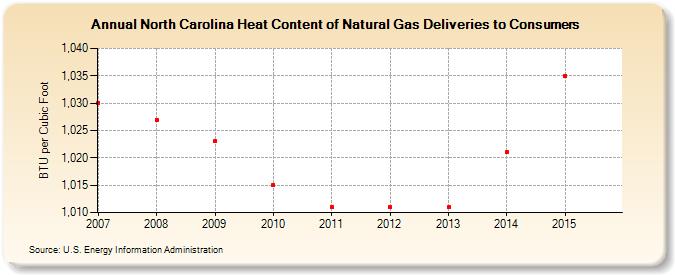 Annual North Carolina Heat Content of Natural Gas Deliveries to Consumers
BTU per Cubic Foot
1,040
1,035
1,030
1,025
1,020
1,015
1,010
2007 2008 2009 2010 2011 2012 2013 2014 2015
Source: U.S. Energy Information Administration